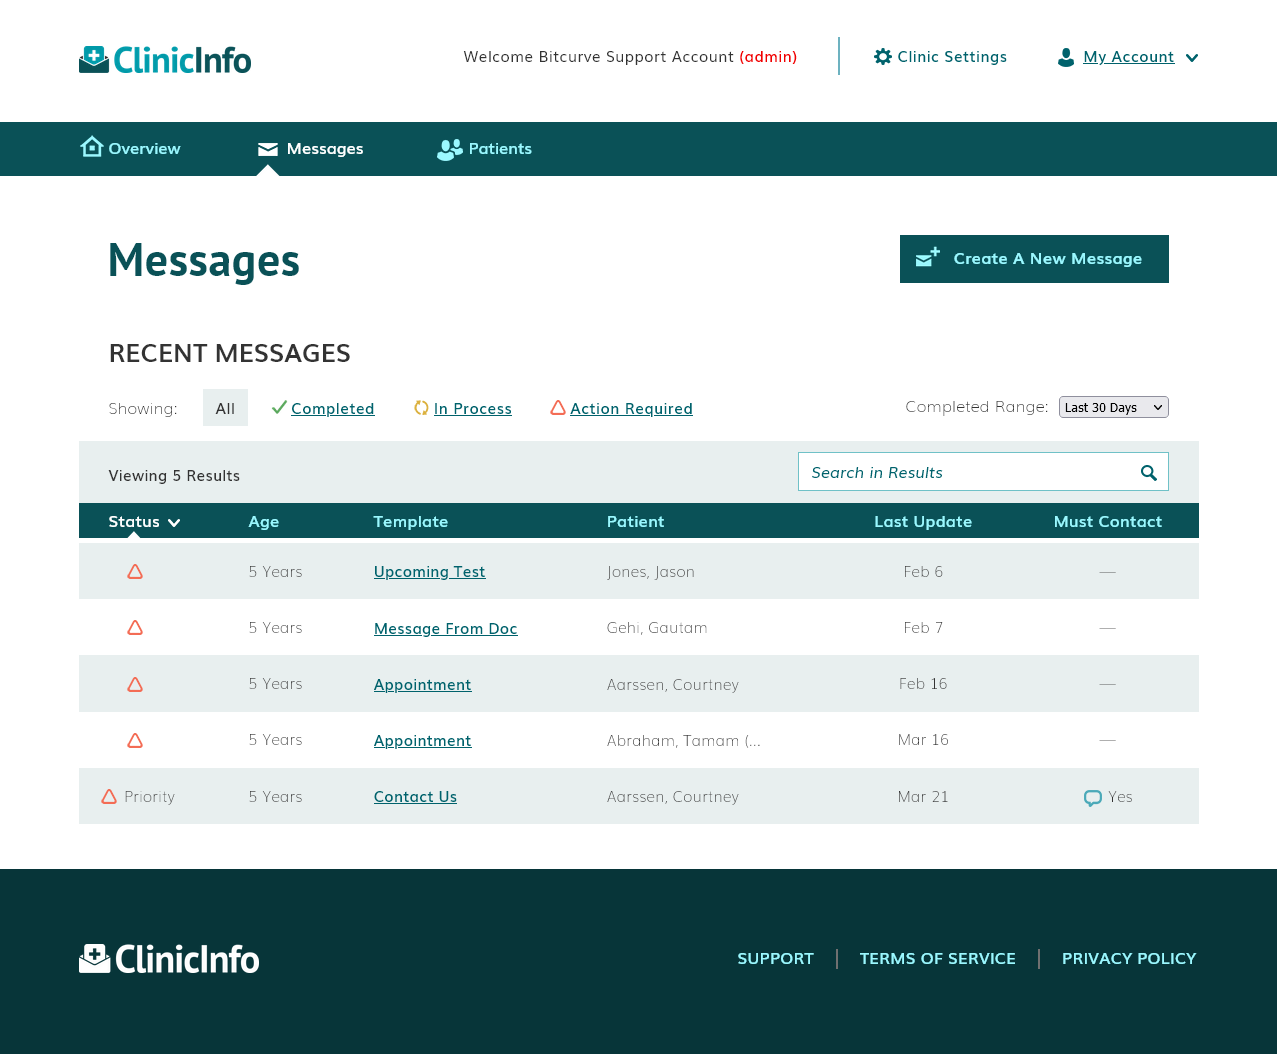 ClinicInfo
Welcome Bitcurve Support Account (admin)
Clinic Settings
My Account
Overview
Messages
Patients
Messages
Create A New Message
RECENT MESSAGES
Showing: All Completed In Process Action Required
Completed Range: Last 30 Days
Viewing 5 Results
Search in Results
Status Age Template Patient Last Update Must Contact
5 Years Upcoming Test Jones, Jason Feb 6 —
5 Years Message From Doc Gehi, Gautam Feb 7 —
5 Years Appointment Aarssen, Courtney Feb 16 —
5 Years Appointment Abraham, Tamam (... Mar 16 —
Priority 5 Years Contact Us Aarssen, Courtney Mar 21 Yes
ClinicInfo
SUPPORT | TERMS OF SERVICE | PRIVACY POLICY